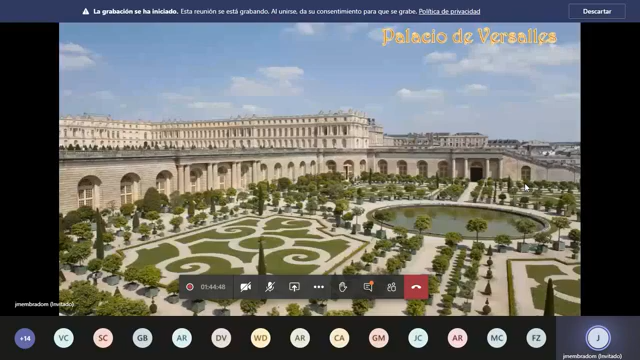 La grabación se ha iniciado. Esta reunión se está grabando. Al unirse, da su consentimiento para que se grabe. Política de privacidad
Descartar
Palacio de Versalles
01:44:48
jmembradom (Invitado)
+14
VC
SC
GB
AR
DV
WD
AR
CA
GM
JC
AR
MC
FZ
J
jmembradom (Invitado)